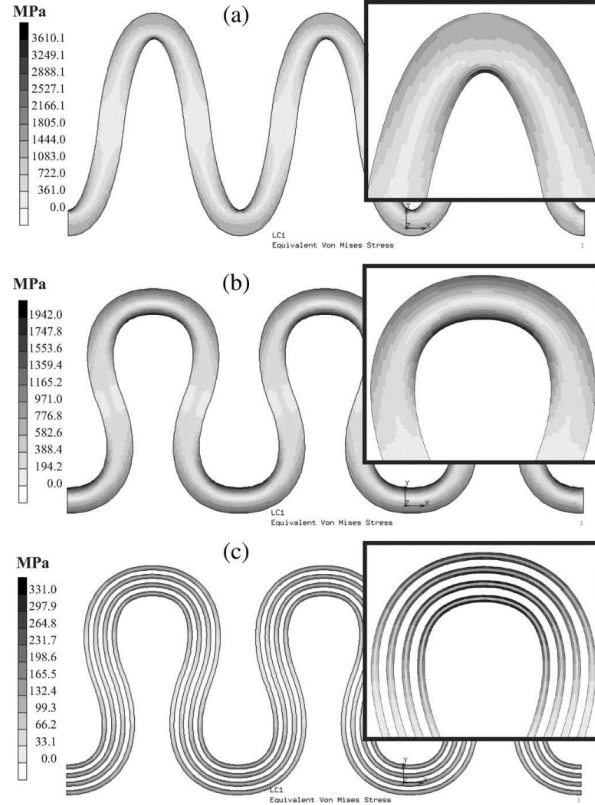 MPa
(a)
3610.1
3249.1
2888.1
2527.1
2166.1
1805.0
1444.0
1083.0
722.0
361.0
0.0
Y
Z X
LC1
Equivalent Von Mises Stress
1
MPa
(b)
1942.0
1747.8
1553.6
1359.4
1165.2
971.0
776.8
582.6
388.4
194.2
0.0
Y
Z X
LC1
Equivalent Von Mises Stress
1
MPa
(c)
331.0
297.9
264.8
231.7
198.6
165.5
132.4
99.3
66.2
33.1
0.0
Y
X
LC1
Equivalent Von Mises Stress
1